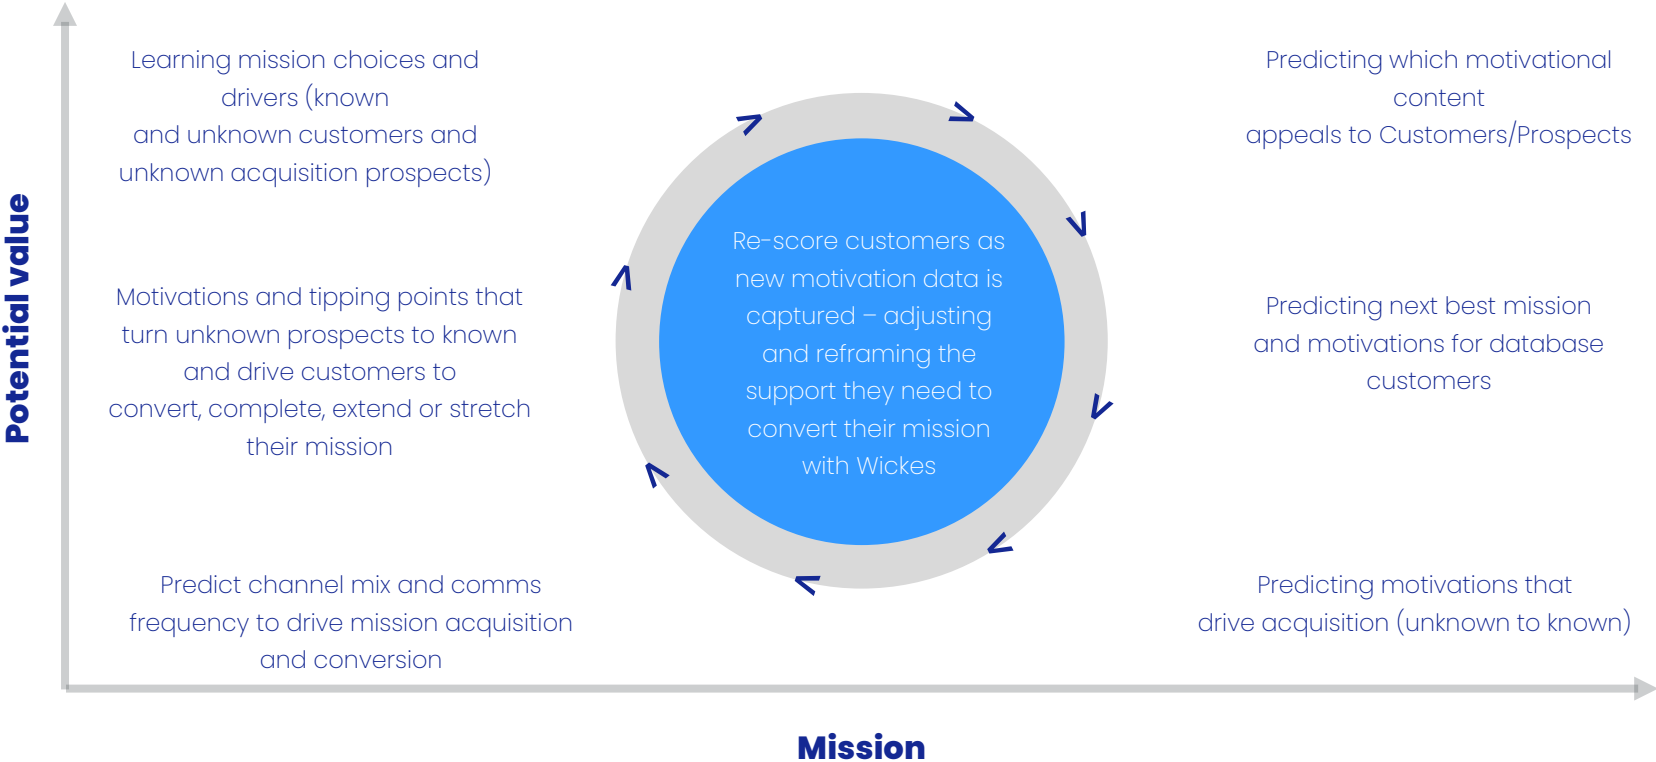 Learning mission choices and
drivers (known
and unknown customers and
unknown acquisition prospects)
Motivations and tipping points that
turn unknown prospects to known
and drive customers to
convert, complete, extend or stretch
their mission
Predict channel mix and comms
frequency to drive mission acquisition
and conversion
Re-score customers as
new motivation data is
captured – adjusting
and reframing the
support they need to
convert their mission
with Wickes
Predicting which motivational
content
appeals to Customers/Prospects
Predicting next best mission
and motivations for database
customers
Predicting motivations that
drive acquisition (unknown to known)
Potential value
Mission